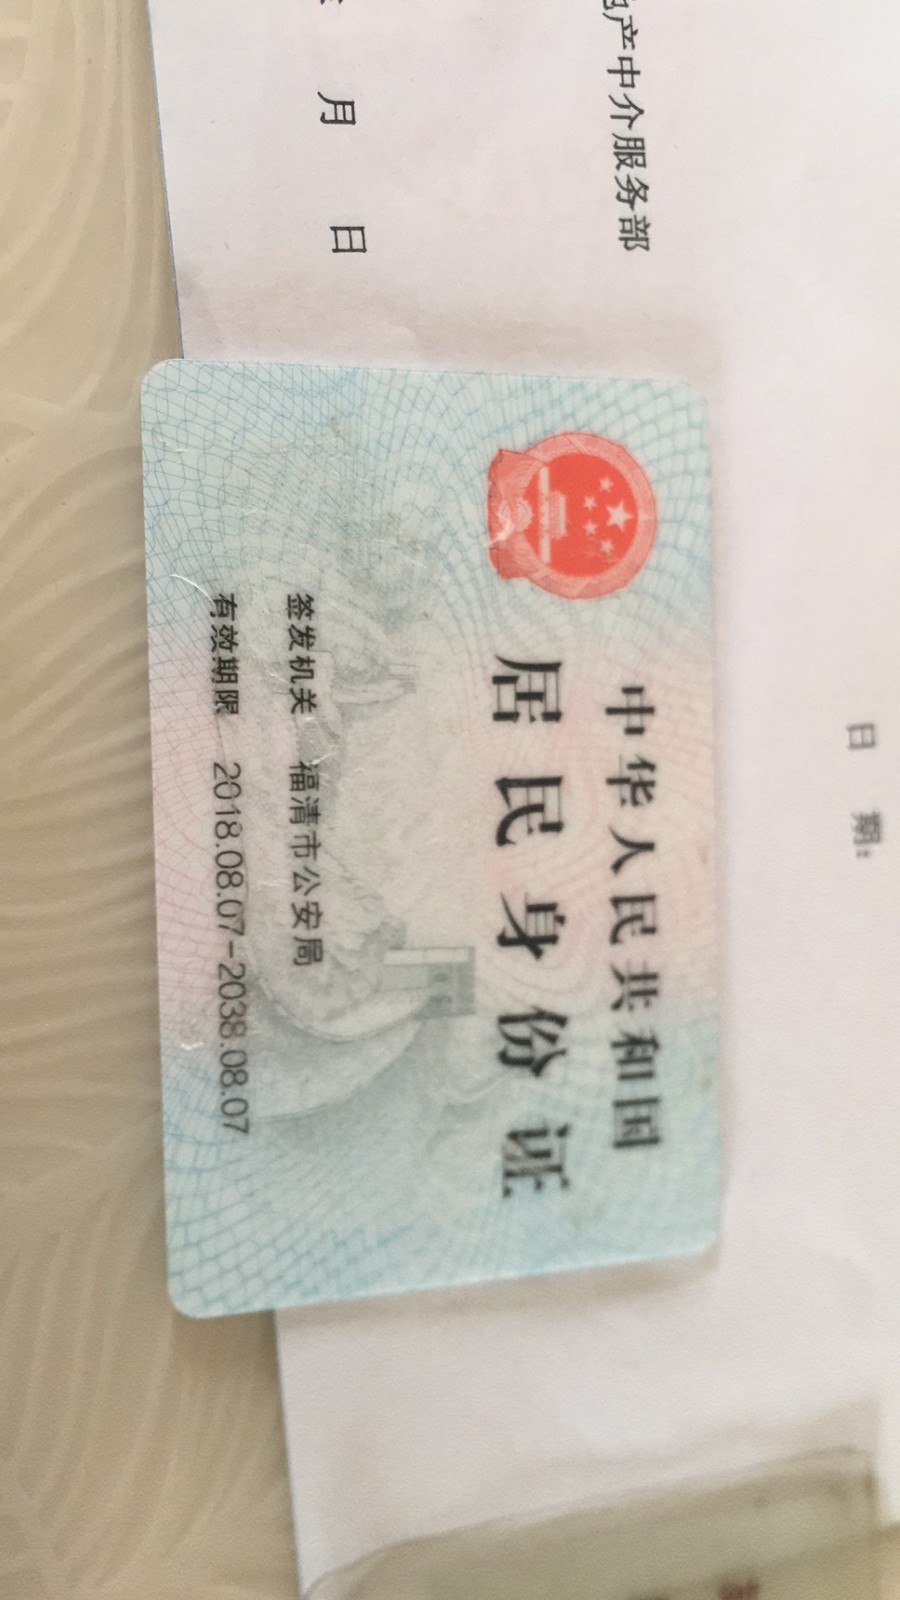 中华人民共和国
居民身份证
签发机关 福清市公安局
有效期限 2018.08.07-2038.08.07
产中介服务部
月 日
日 期: